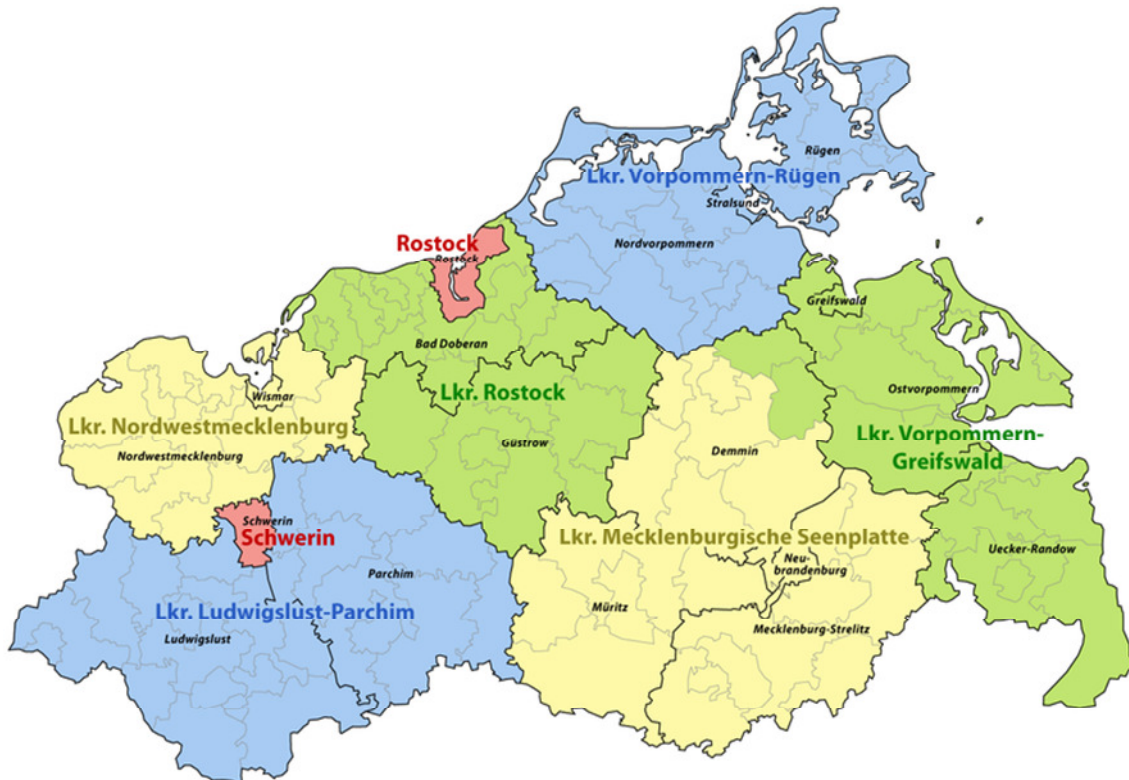 Rügen
Lkr. Vorpommern-Rügen
Stralsund
Nordvorpommern
Rostock
Rostock
Greifswald
Bad Doberan
Ostvorpommern
Wismar
Lkr. Rostock
Lkr. Nordwestmecklenburg
Güstrow
Lkr. Vorpommern-
Greifswald
Demmin
Nordwestmecklenburg
Schwerin
Schwerin
Lkr. Mecklenburgische Seenplatte
Uecker-Randow
Neu-
brandenburg
Parchim
Müritz
Lkr. Ludwigslust-Parchim
Ludwigslust
Mecklenburg-Strelitz